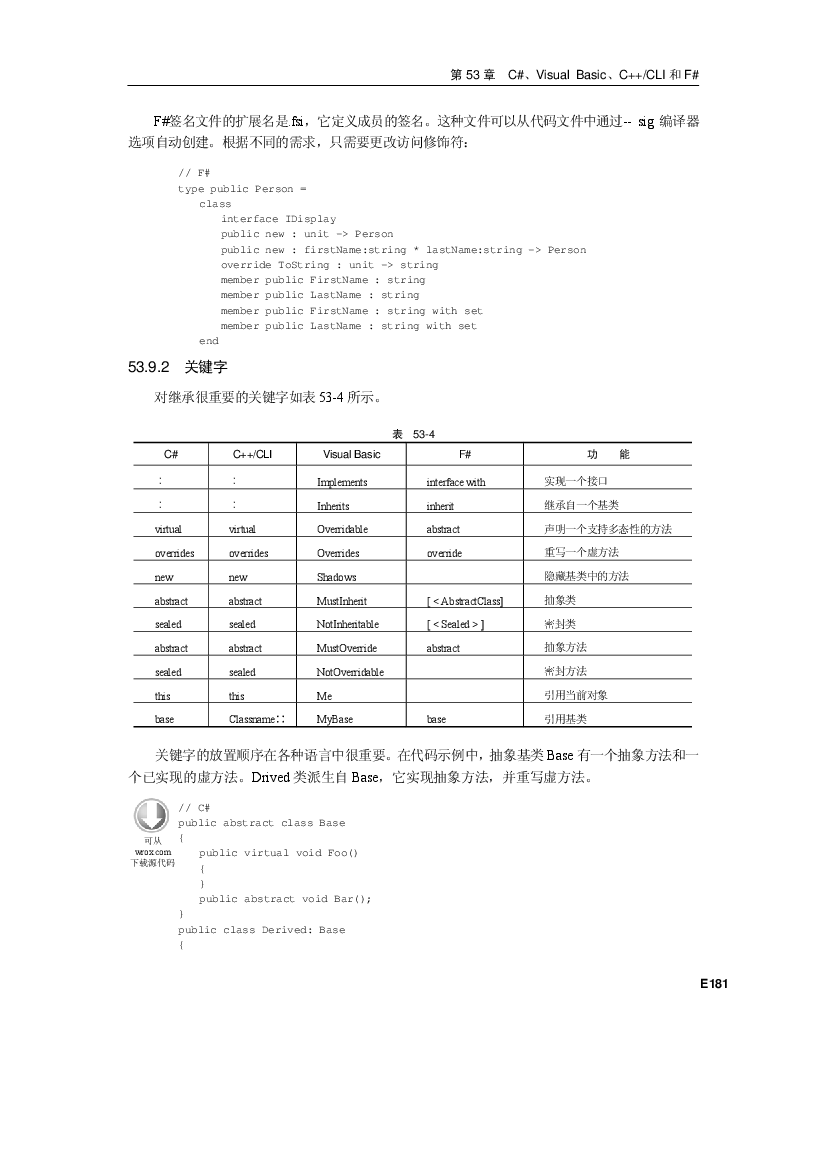 第 53 章 C#、Visual Basic、C++/CLI 和 F#
F#签名文件的扩展名是.fsi，它定义成员的签名。这种文件可以从代码文件中通过-- sig 编译器
选项自动创建。根据不同的需求，只需要更改访问修饰符：
// F#
type public Person =
class
interface IDisplay
public new : unit -> Person
public new : firstName:string * lastName:string -> Person
override ToString : unit -> string
member public FirstName : string
member public LastName : string
member public FirstName : string with set
member public LastName : string with set
end
53.9.2 关键字
对继承很重要的关键字如表 53-4 所示。
表 53-4
C# C++/CLI Visual Basic F# 功 能
: : Implements interface with 实现一个接口
: : Inherits inherit 继承自一个基类
virtual virtual Overridable abstract 声明一个支持多态性的方法
overrides overrides Overrides override 重写一个虚方法
new new Shadows 隐藏基类中的方法
abstract abstract MustInherit [ < AbstractClass] 抽象类
sealed sealed NotInheritable [ < Sealed > ] 密封类
abstract abstract MustOverride abstract 抽象方法
sealed sealed NotOverridable 密封方法
this this Me 引用当前对象
base Classname:: MyBase base 引用基类
关键字的放置顺序在各种语言中很重要。在代码示例中，抽象基类 Base 有一个抽象方法和一
个已实现的虚方法。Drived 类派生自 Base，它实现抽象方法，并重写虚方法。
可从
wrox.com
下载源代码
// C#
public abstract class Base
{
public virtual void Foo()
{
}
public abstract void Bar();
}
public class Derived: Base
{
E181